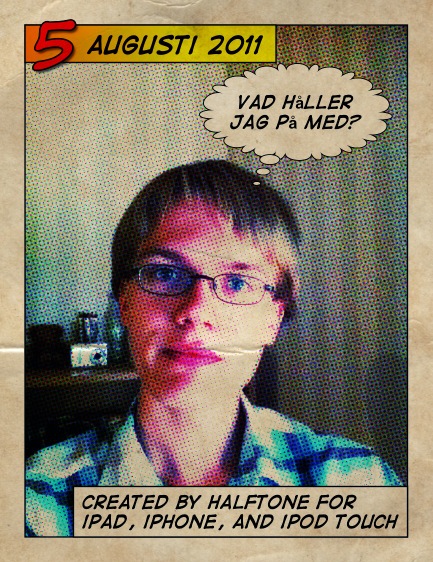 5 AUGUSTI 2011
VAD HåLLER
JAG På MED?
CREATED BY HALFTONE FOR
IPAD, IPHONE, AND IPOD TOUCH